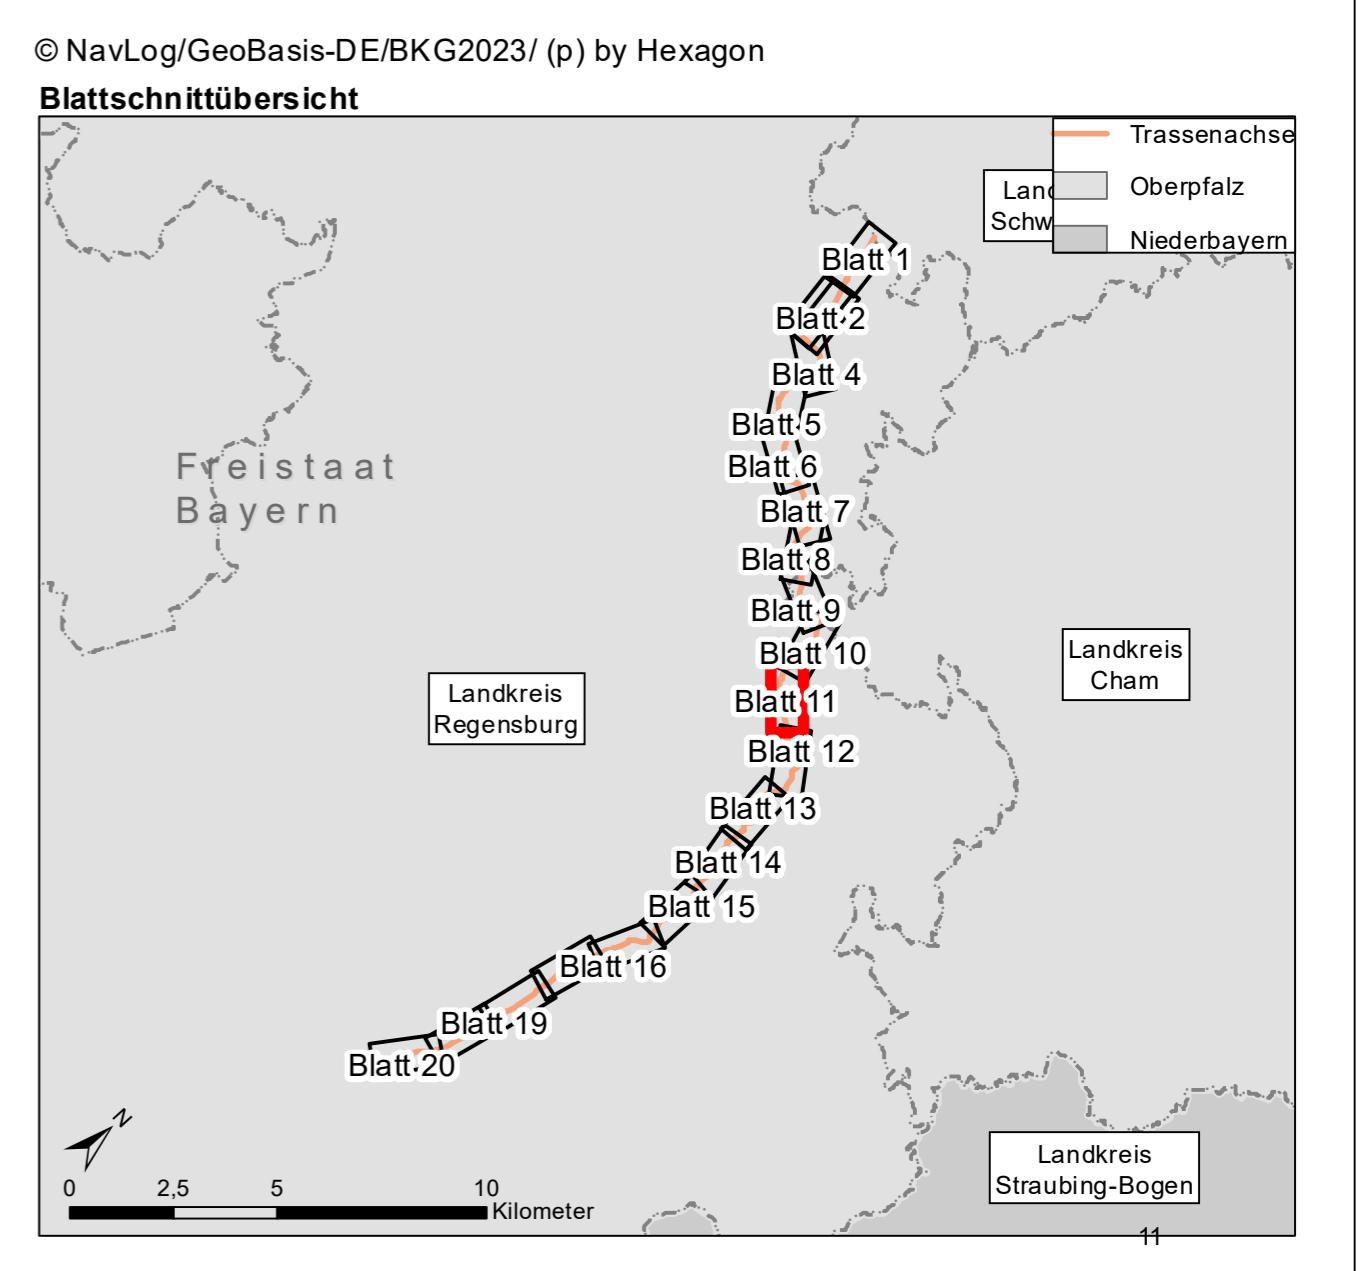 © NavLog/GeoBasis-DE/BKG2023/ (p) by Hexagon
Blattschnittübersicht
Trassenachse
Oberpfalz
Niederbayern
Schw
Blatt 1
Blatt 2
Blatt 4
Blatt 5
Freistaat
Bayern
Blatt 6
Blatt 7
Blatt 8
Blatt 9
Blatt 10
Landkreis
Cham
Landkreis
Regensburg
Blatt 11
Blatt 12
Blatt 13
Blatt 14
Blatt 15
Blatt 16
Blatt 19
Blatt 20
N
0 2,5 5 10
Kilometer
Landkreis
Straubing-Bogen
11